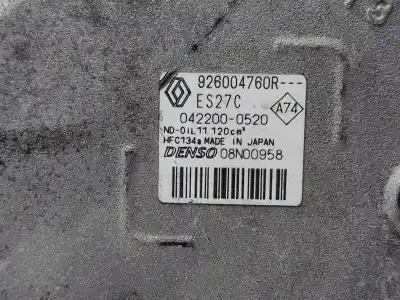 926004760R---
ES27C
A74
042200-0520
ND-OIL11 120cm³
HFC134a MADE IN JAPAN
DENSO 08N00958